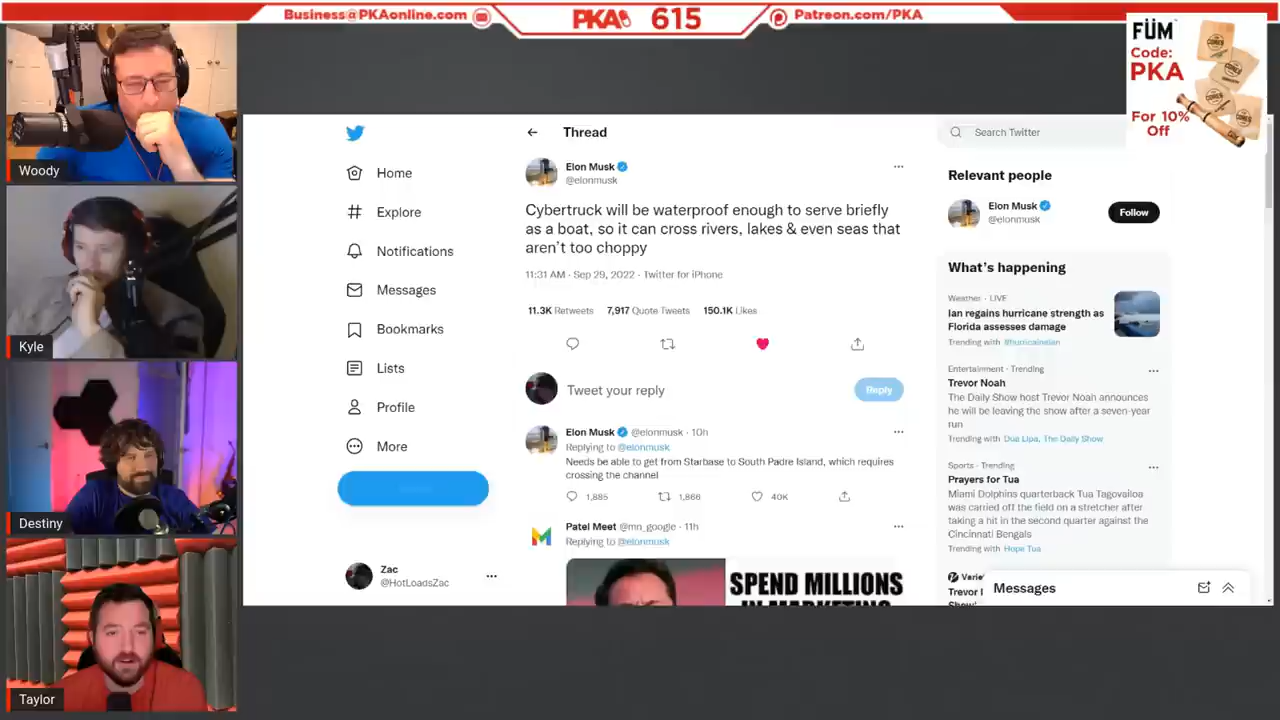 Business@PKAonline.com
PKA 615
Patreon.com/PKA
FÜM
Code:
PKA
For 10%
Off
Woody
Kyle
Destiny
Taylor
Home
Explore
Notifications
Messages
Bookmarks
Lists
Profile
More
Zac
@HotLoadsZac
Thread
Elon Musk
@elonmusk
Cybertruck will be waterproof enough to serve briefly
as a boat, so it can cross rivers, lakes & even seas that
aren't too choppy
11:31 AM · Sep 29, 2022 · Twitter for iPhone
11.3K Retweets 7,917 Quote Tweets 150.1K Likes
Tweet your reply
Reply
Elon Musk @elonmusk · 10h
Replying to @elonmusk
Needs be able to get from Starbase to South Padre Island, which requires
crossing the channel
1,885 1,866 40K
Patel Meet @mn_google · 11h
Replying to @elonmusk
SPEND MILLIONS
IN MARKETING
Search Twitter
Relevant people
Elon Musk
@elonmusk
Follow
What's happening
Weather · LIVE
Ian regains hurricane strength as
Florida assesses damage
Trending with #hurricaneian
Entertainment · Trending
Trevor Noah
The Daily Show host Trevor Noah announces
he will be leaving the show after a seven-year
run
Trending with Dua Lipa, The Daily Show
Sports · Trending
Prayers for Tua
Miami Dolphins quarterback Tua Tagovailoa
was carried off the field on a stretcher after
taking a hit in the second quarter against the
Cincinnati Bengals
Trending with Hope Tua
Messages